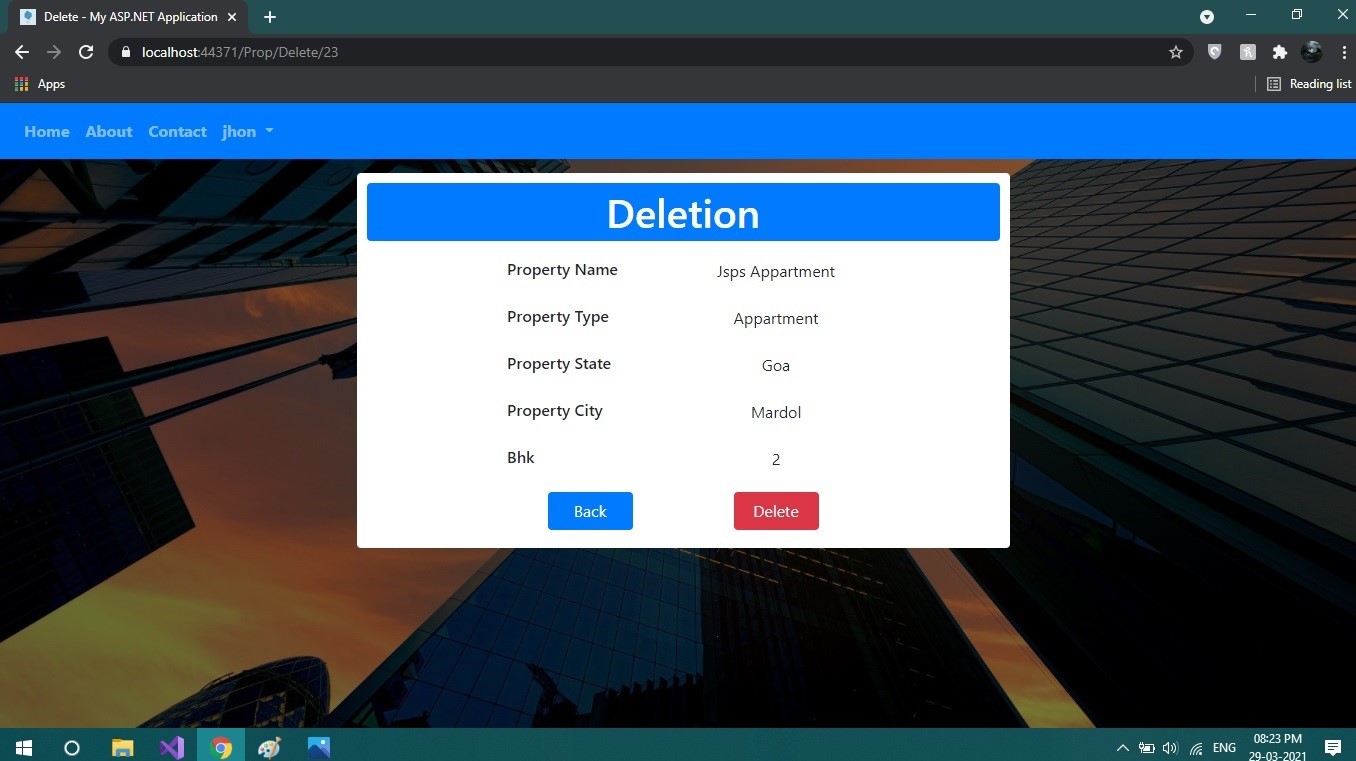 Delete - My ASP.NET Application
localhost:44371/Prop/Delete/23
Apps
Reading list
Home About Contact jhon
Deletion
Property Name Jsps Appartment
Property Type Appartment
Property State Goa
Property City Mardol
Bhk 2
Back Delete
ENG
08:23 PM
29-03-2021